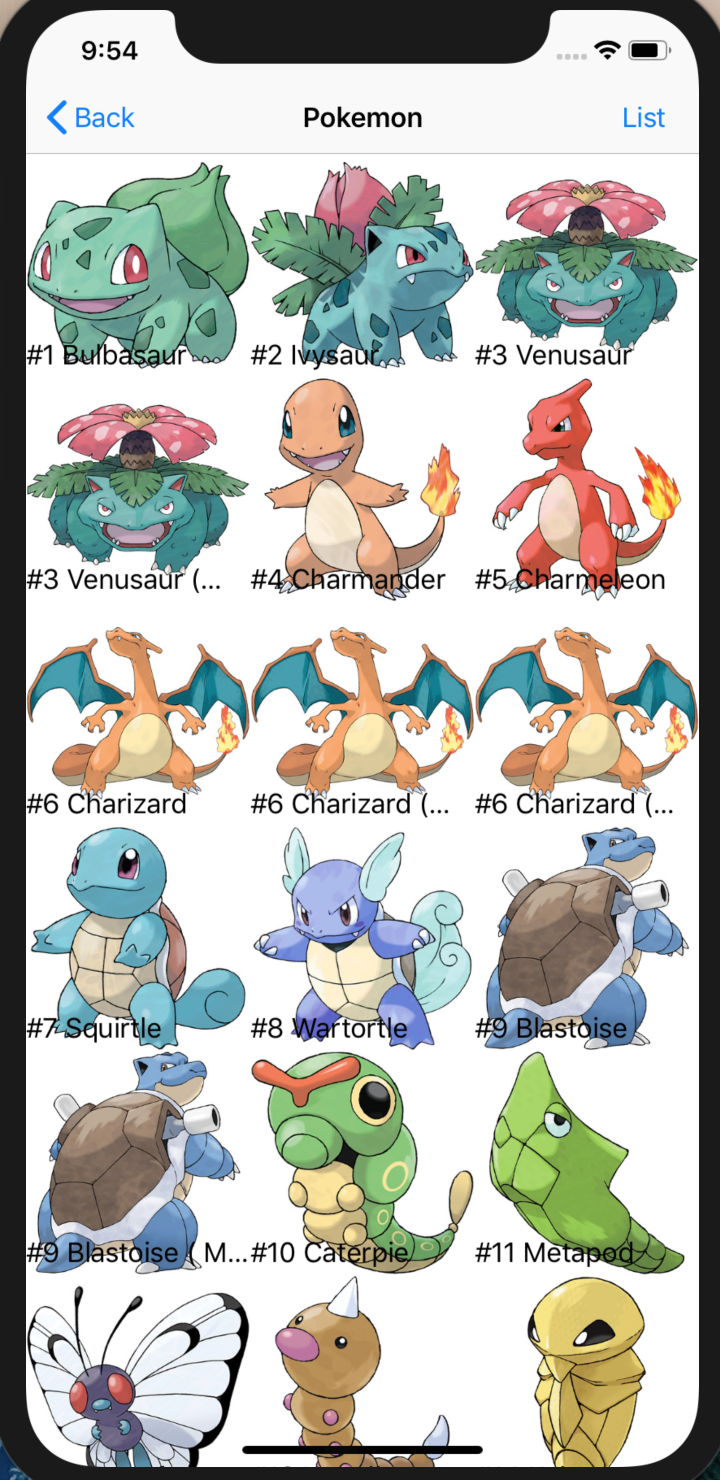 9:54
Back Pokemon List
#1 Bulbasaur #2 Ivysaur #3 Venusaur
#3 Venusaur (... #4 Charmander #5 Charmeleon
#6 Charizard #6 Charizard (... #6 Charizard (...
#7 Squirtle #8 Wartortle #9 Blastoise
#9 Blastoise ( M... #10 Caterpie #11 Metapod